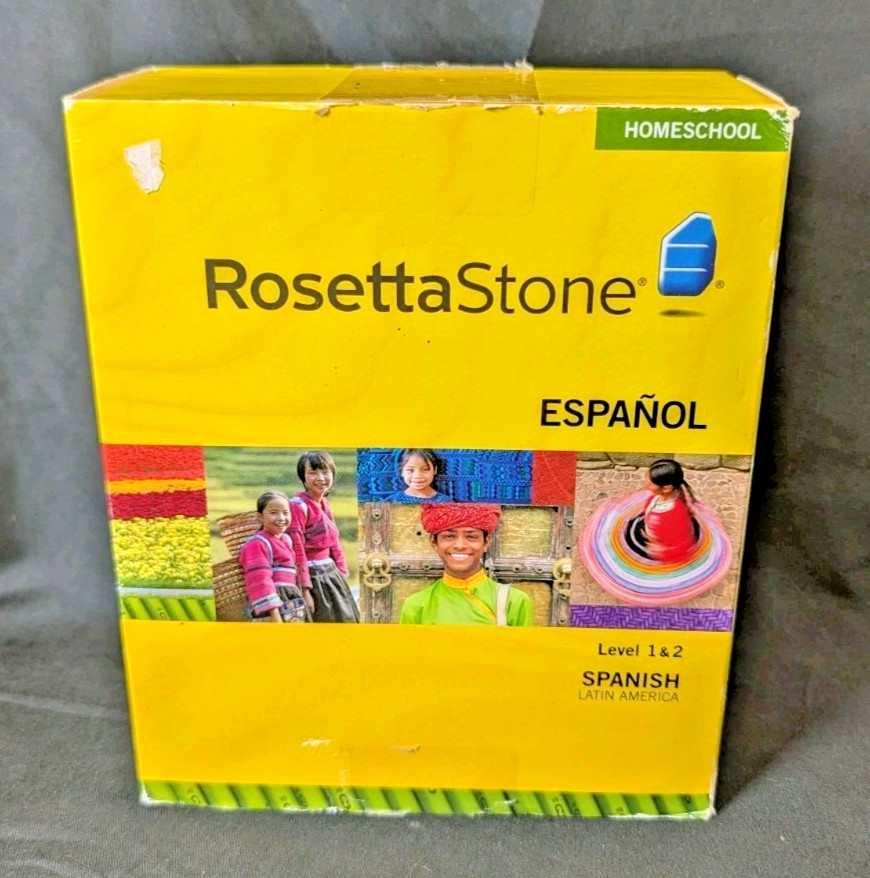 HOMESCHOOL
RosettaStone® ®
ESPAÑOL
Level 1 & 2
SPANISH
LATIN AMERICA